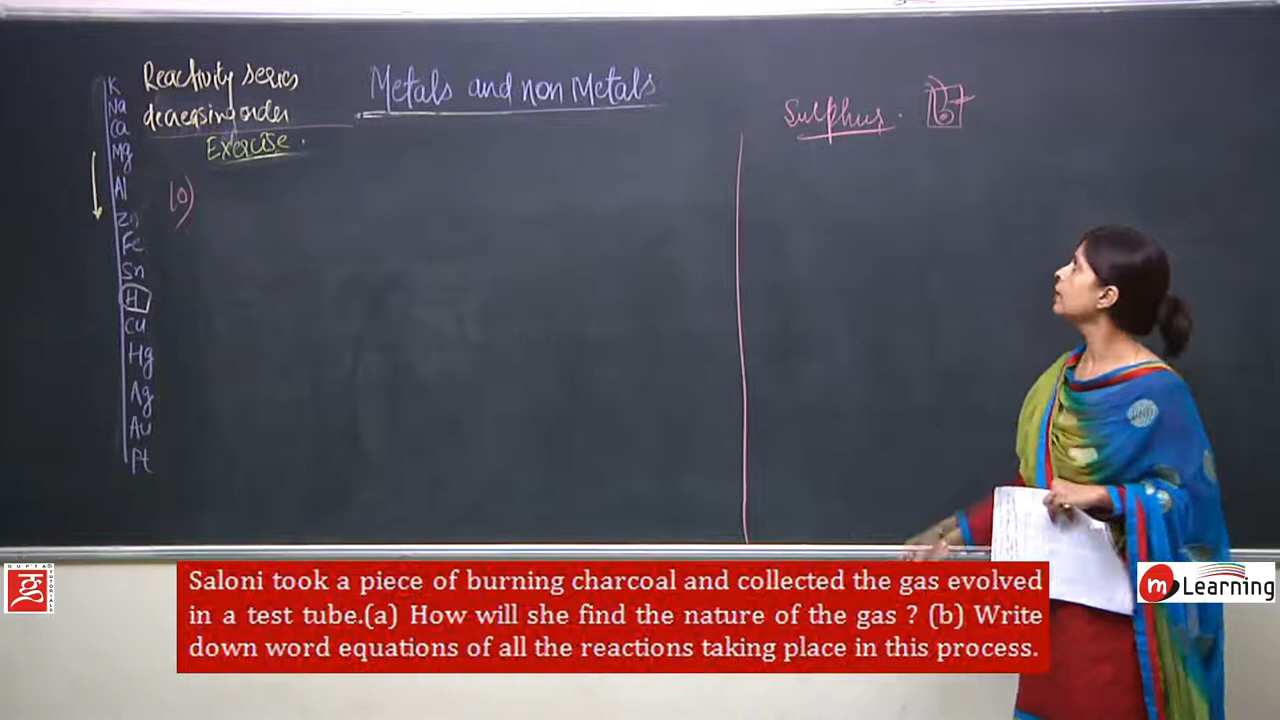 Reactivity series
decreasing order
Metals and non Metals
Exercise.
Sulphur.
K
Na
Ca
Mg
Al
Zn
Fe
Sn
H
Cu
Hg
Ag
Au
Pt
10)
Saloni took a piece of burning charcoal and collected the gas evolved
in a test tube.(a) How will she find the nature of the gas ? (b) Write
down word equations of all the reactions taking place in this process.
GUPTA
TUTORIALS
m Learning